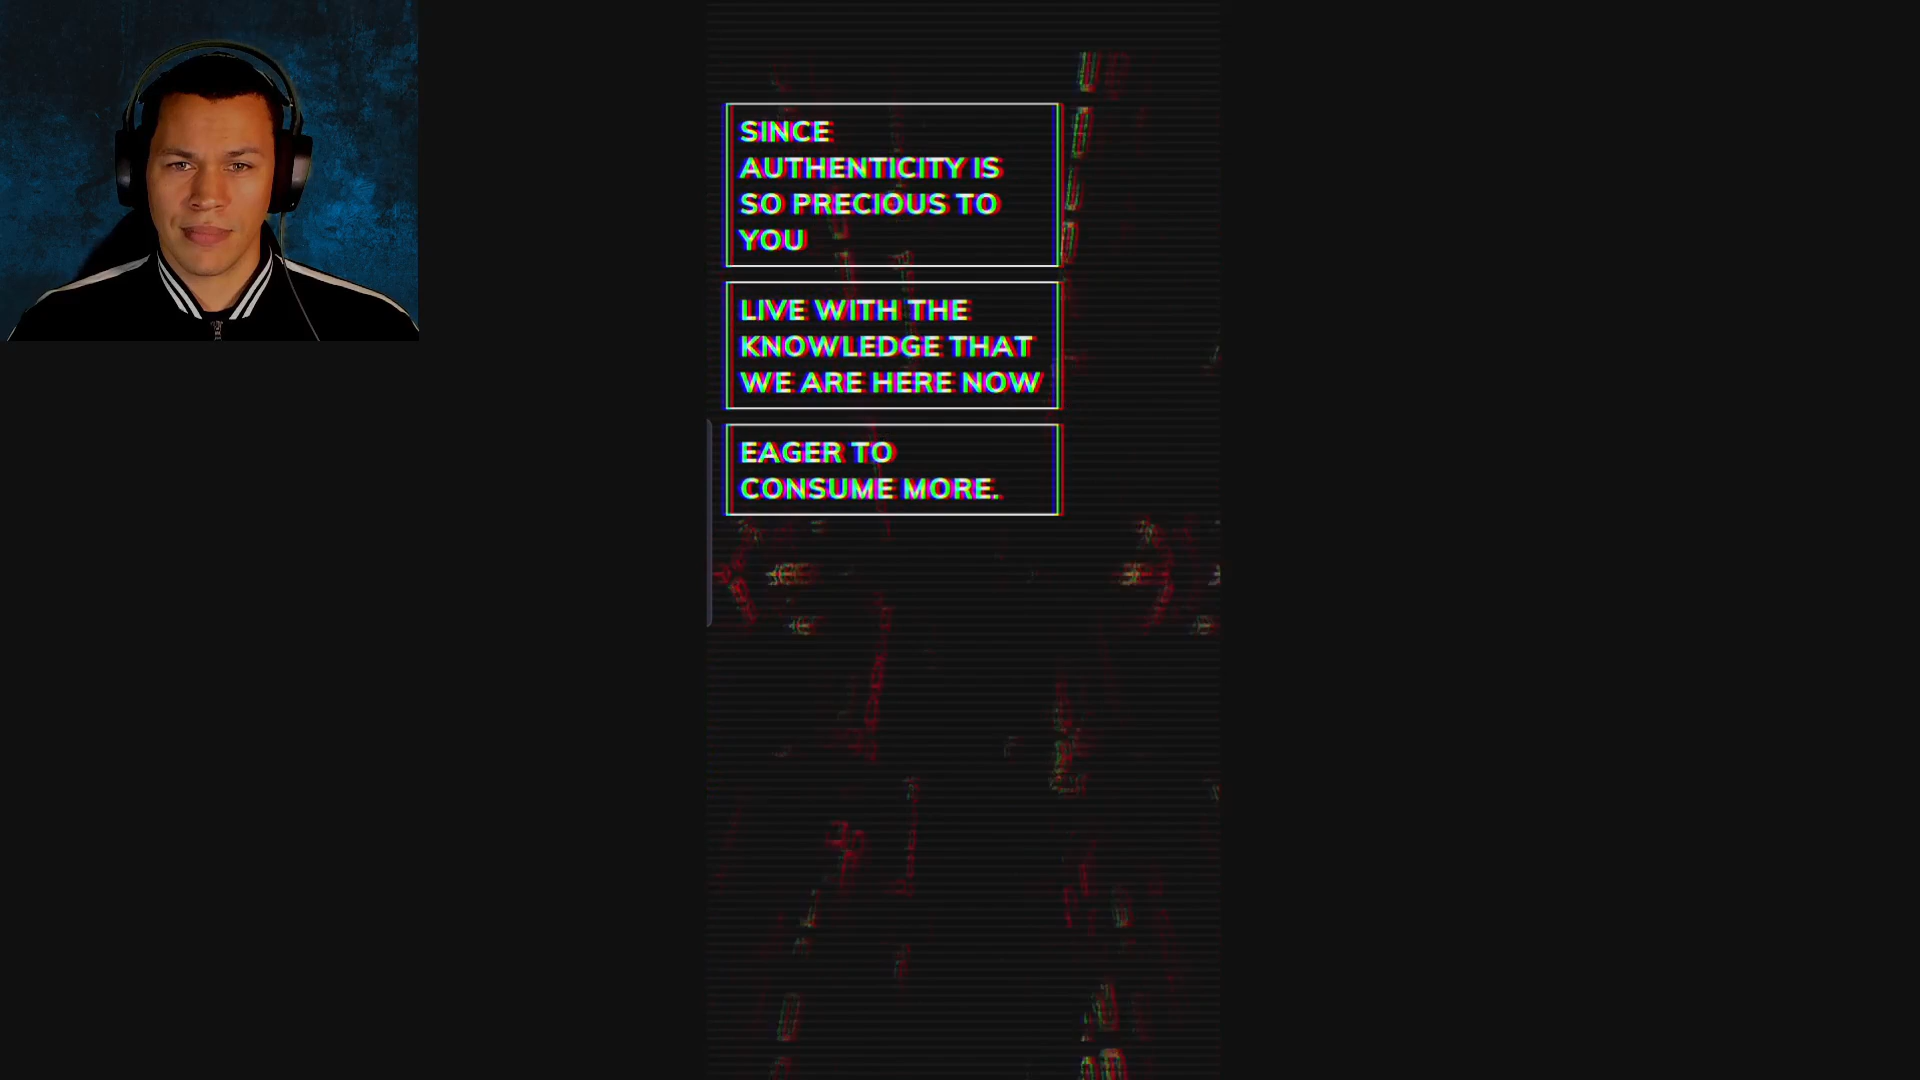 SINCE
AUTHENTICITY IS
SO PRECIOUS TO
YOU
LIVE WITH THE
KNOWLEDGE THAT
WE ARE HERE NOW
EAGER TO
CONSUME MORE.